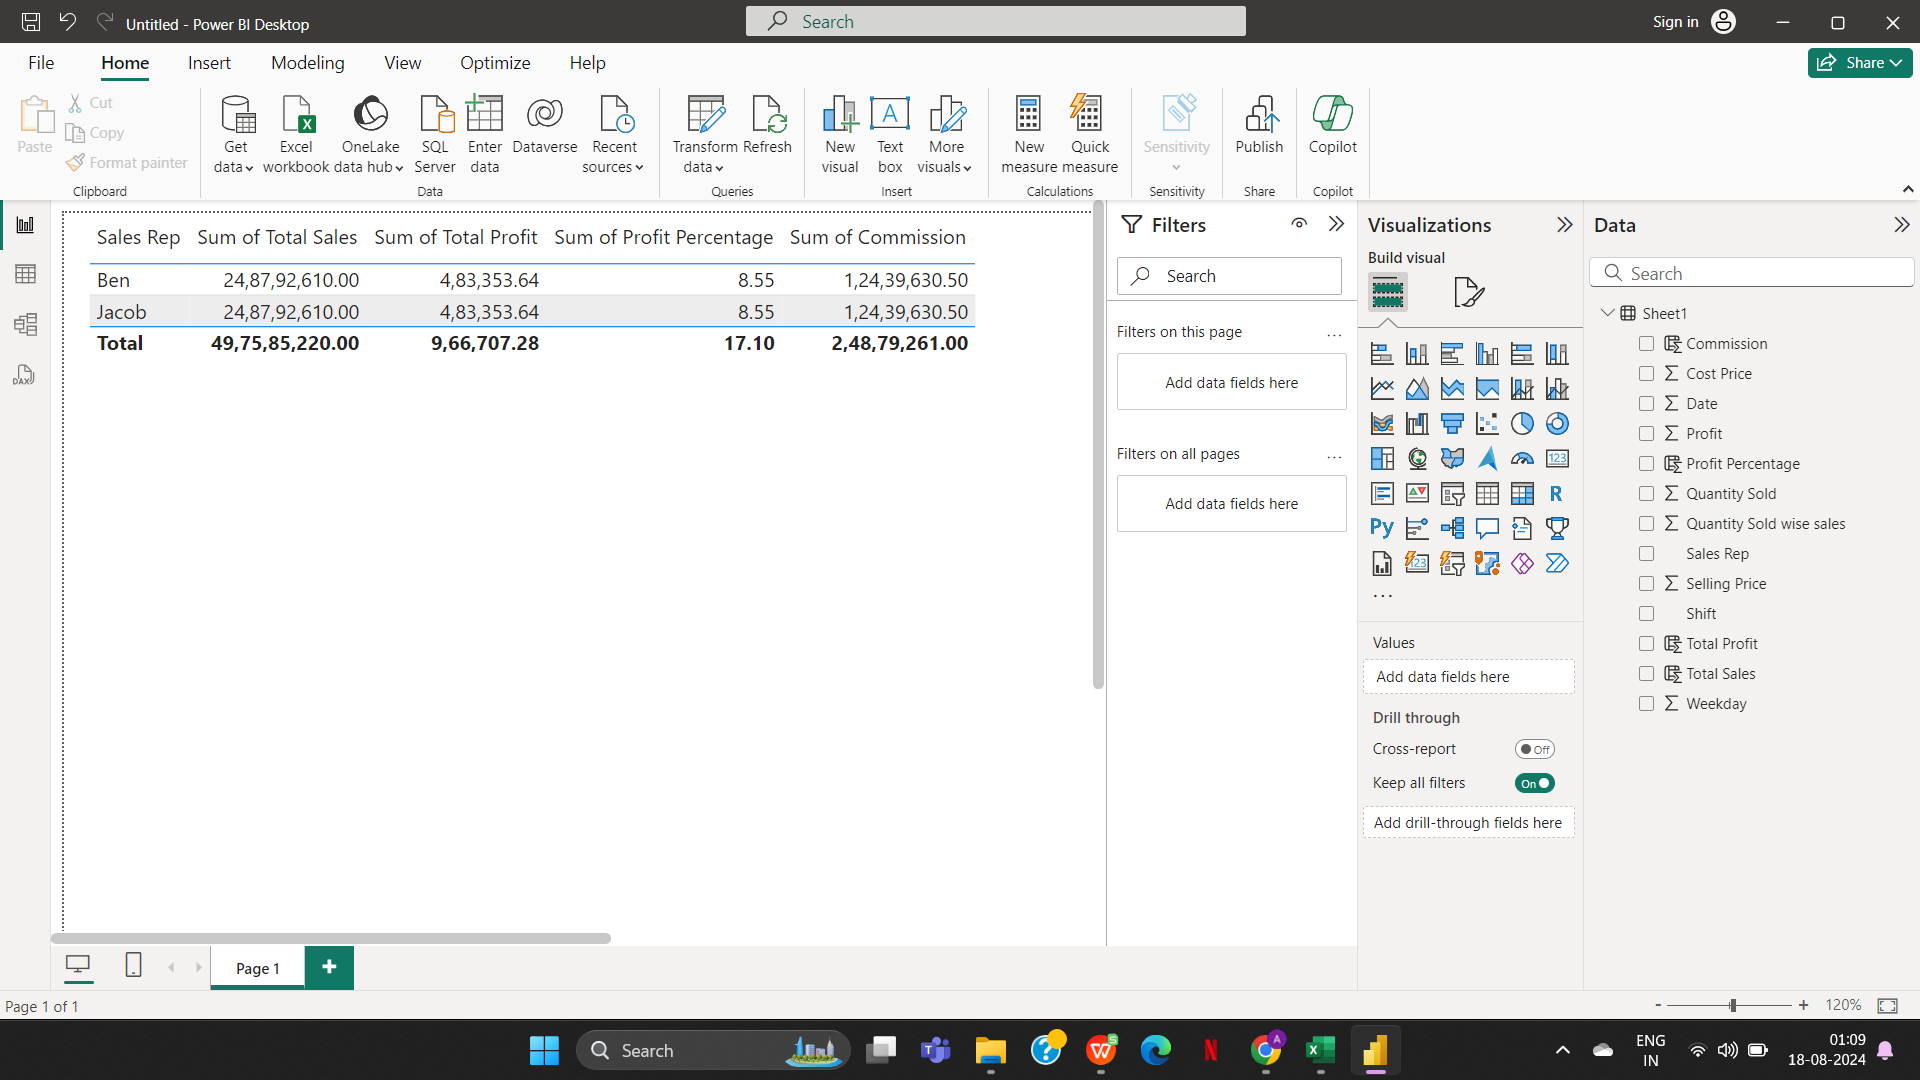 Untitled - Power BI Desktop
Search
Sign in
File Home Insert Modeling View Optimize Help
Share
Paste
Cut
Copy
Format painter
Clipboard
Get data
Excel workbook
OneLake data hub
SQL Server
Enter data
Dataverse
Recent sources
Data
Transform data
Refresh
Queries
New visual
Text box
More visuals
Insert
New measure
Quick measure
Calculations
Sensitivity
Sensitivity
Publish
Share
Copilot
Copilot
Sales Rep Sum of Total Sales Sum of Total Profit Sum of Profit Percentage Sum of Commission
Ben 24,87,92,610.00 4,83,353.64 8.55 1,24,39,630.50
Jacob 24,87,92,610.00 4,83,353.64 8.55 1,24,39,630.50
Total 49,75,85,220.00 9,66,707.28 17.10 2,48,79,261.00
Filters
Search
Filters on this page ...
Add data fields here
Filters on all pages ...
Add data fields here
Visualizations
Build visual
123
R
Py
123
...
Values
Add data fields here
Drill through
Cross-report Off
Keep all filters On
Add drill-through fields here
Data
Search
Sheet1
Commission
Cost Price
Date
Profit
Profit Percentage
Quantity Sold
Quantity Sold wise sales
Sales Rep
Selling Price
Shift
Total Profit
Total Sales
Weekday
DAX
Page 1
Page 1 of 1
- + 120%
Search
ENG
IN
01:09
18-08-2024